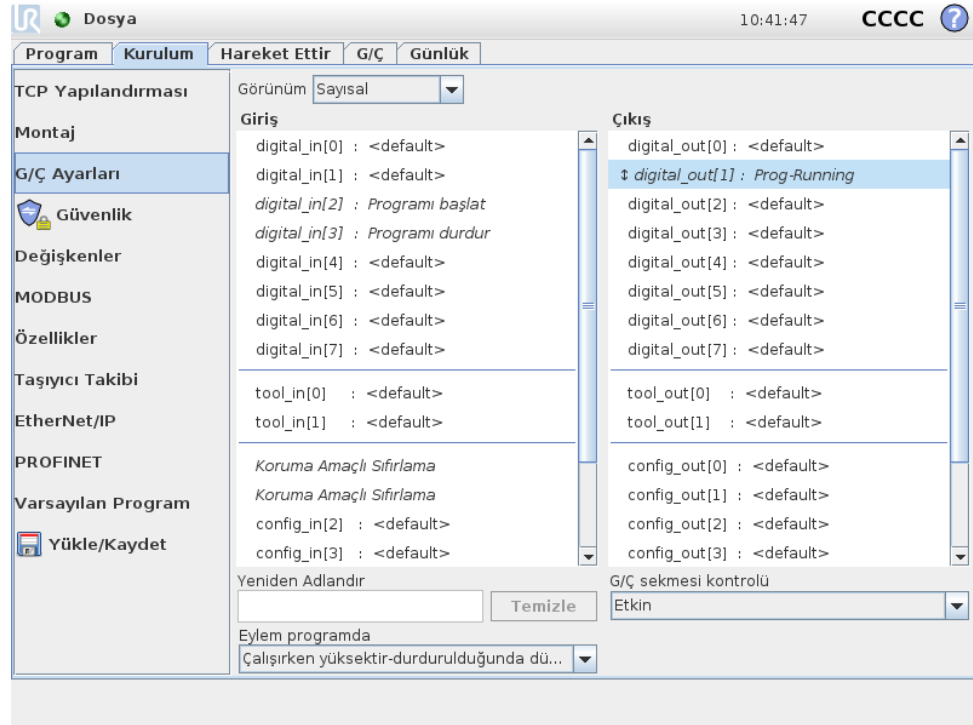 UR Dosya 10:41:47 CCCC ?
Program Kurulum Hareket Ettir G/Ç Günlük
TCP Yapılandırması
Montaj
G/Ç Ayarları
Güvenlik
Değişkenler
MODBUS
Özellikler
Taşıyıcı Takibi
EtherNet/IP
PROFINET
Varsayılan Program
Yükle/Kaydet
Görünüm Sayısal
Giriş
digital_in[0] : <default>
digital_in[1] : <default>
digital_in[2] : Programı başlat
digital_in[3] : Programı durdur
digital_in[4] : <default>
digital_in[5] : <default>
digital_in[6] : <default>
digital_in[7] : <default>
tool_in[0] : <default>
tool_in[1] : <default>
Koruma Amaçlı Sıfırlama
Koruma Amaçlı Sıfırlama
config_in[2] : <default>
config_in[3] : <default>
Yeniden Adlandır
Temizle
Eylem programda
Çalışırken yüksektir-durdurulduğunda dü...
Çıkış
digital_out[0] : <default>
↕ digital_out[1] : Prog-Running
digital_out[2] : <default>
digital_out[3] : <default>
digital_out[4] : <default>
digital_out[5] : <default>
digital_out[6] : <default>
digital_out[7] : <default>
tool_out[0] : <default>
tool_out[1] : <default>
config_out[0] : <default>
config_out[1] : <default>
config_out[2] : <default>
config_out[3] : <default>
G/Ç sekmesi kontrolü
Etkin